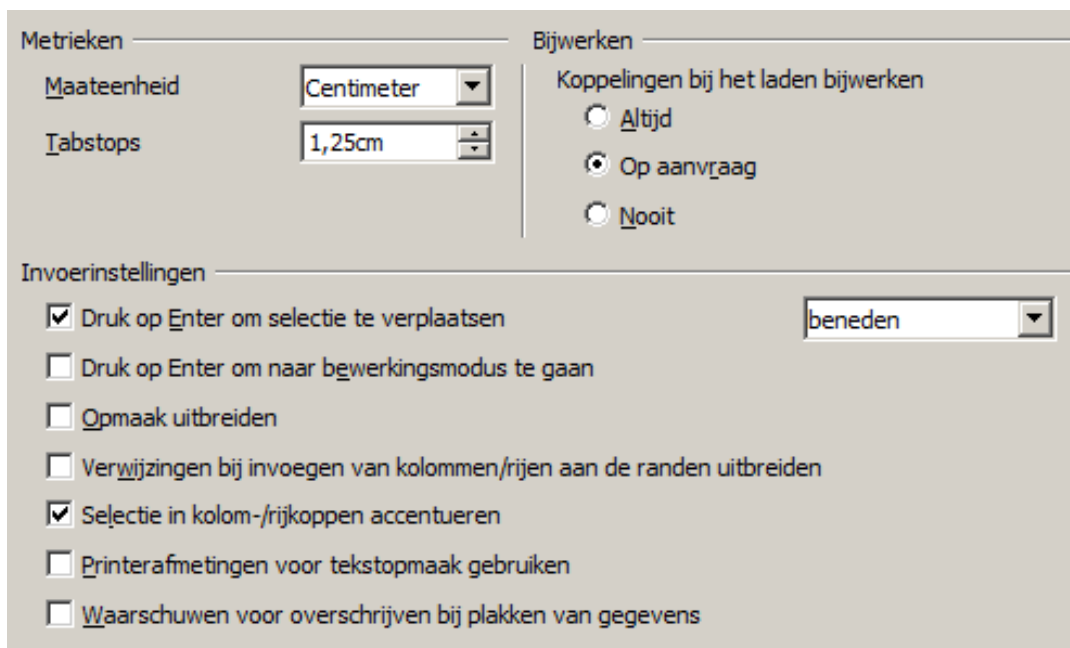 Metrieken
Maateenheid
Centimeter
Tabstops
1,25cm
Bijwerken
Koppelingen bij het laden bijwerken
Altijd
Op aanvraag
Nooit
Invoerinstellingen
Druk op Enter om selectie te verplaatsen
beneden
Druk op Enter om naar bewerkingsmodus te gaan
Opmaak uitbreiden
Verwijzingen bij invoegen van kolommen/rijen aan de randen uitbreiden
Selectie in kolom-/rijkoppen accentueren
Printerafmetingen voor tekstopmaak gebruiken
Waarschuwen voor overschrijven bij plakken van gegevens